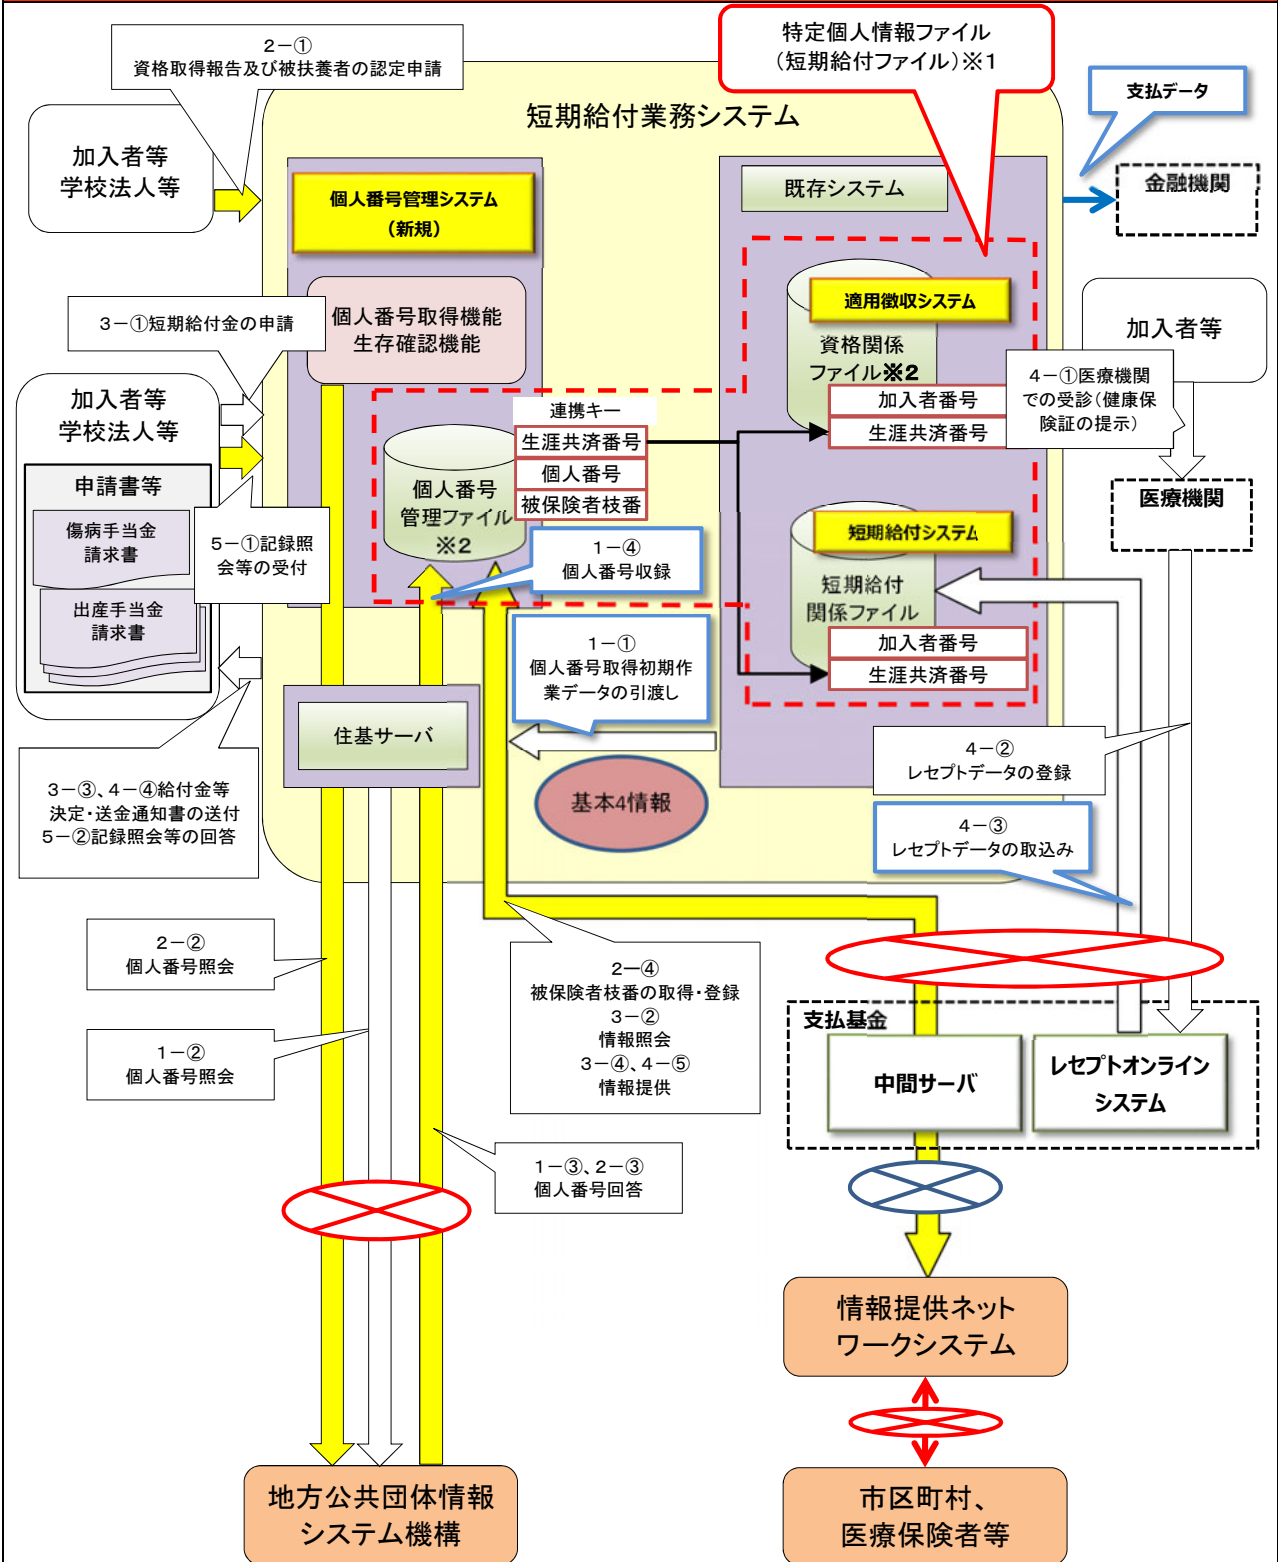 2－①
資格取得報告及び被扶養者の認定申請
特定個人情報ファイル
（短期給付ファイル）※1
支払データ
短期給付業務システム
加入者等
学校法人等
個人番号管理システム
（新規）
既存システム
金融機関
個人番号取得機能
生存確認機能
適用徴収システム
資格関係
ファイル※2
加入者番号
生涯共済番号
加入者等
3－①短期給付金の申請
4－①医療機関
での受診（健康保
険証の提示）
加入者等
学校法人等
申請書等
傷病手当金
請求書
出産手当金
請求書
連携キー
生涯共済番号
個人番号
被保険者枝番
個人番号
管理ファイル
※2
医療機関
5－①記録照
会等の受付
1－④
個人番号収録
短期給付システム
短期給付
関係ファイル
加入者番号
生涯共済番号
1－①
個人番号取得初期作
業データの引渡し
住基サーバ
基本4情報
4－②
レセプトデータの登録
3－③、4－④給付金等
決定・送金通知書の送付
5－②記録照会等の回答
4－③
レセプトデータの取込み
2－②
個人番号照会
2－④
被保険者枝番の取得・登録
3－②
情報照会
3－④、4－⑤
情報提供
1－②
個人番号照会
支払基金
中間サーバ
レセプトオンライン
システム
1－③、2－③
個人番号回答
情報提供ネット
ワークシステム
地方公共団体情報
システム機構
市区町村、
医療保険者等